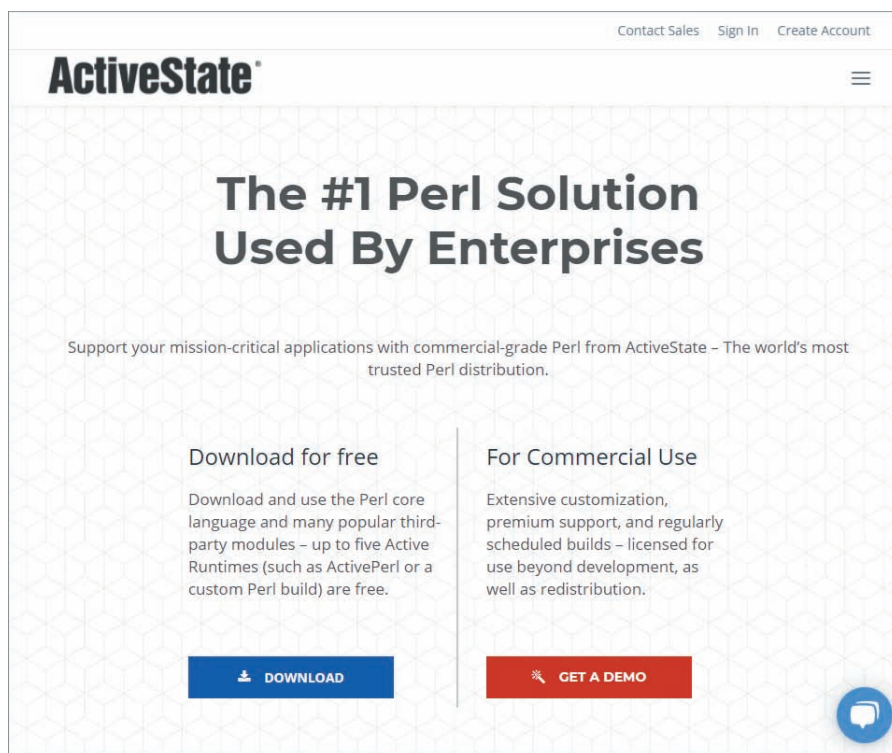 Contact Sales Sign In Create Account
ActiveState®
The #1 Perl Solution
Used By Enterprises
Support your mission-critical applications with commercial-grade Perl from ActiveState – The world's most
trusted Perl distribution.
Download for free
Download and use the Perl core
language and many popular third-
party modules – up to five Active
Runtimes (such as ActivePerl or a
custom Perl build) are free.
DOWNLOAD
For Commercial Use
Extensive customization,
premium support, and regularly
scheduled builds – licensed for
use beyond development, as
well as redistribution.
GET A DEMO